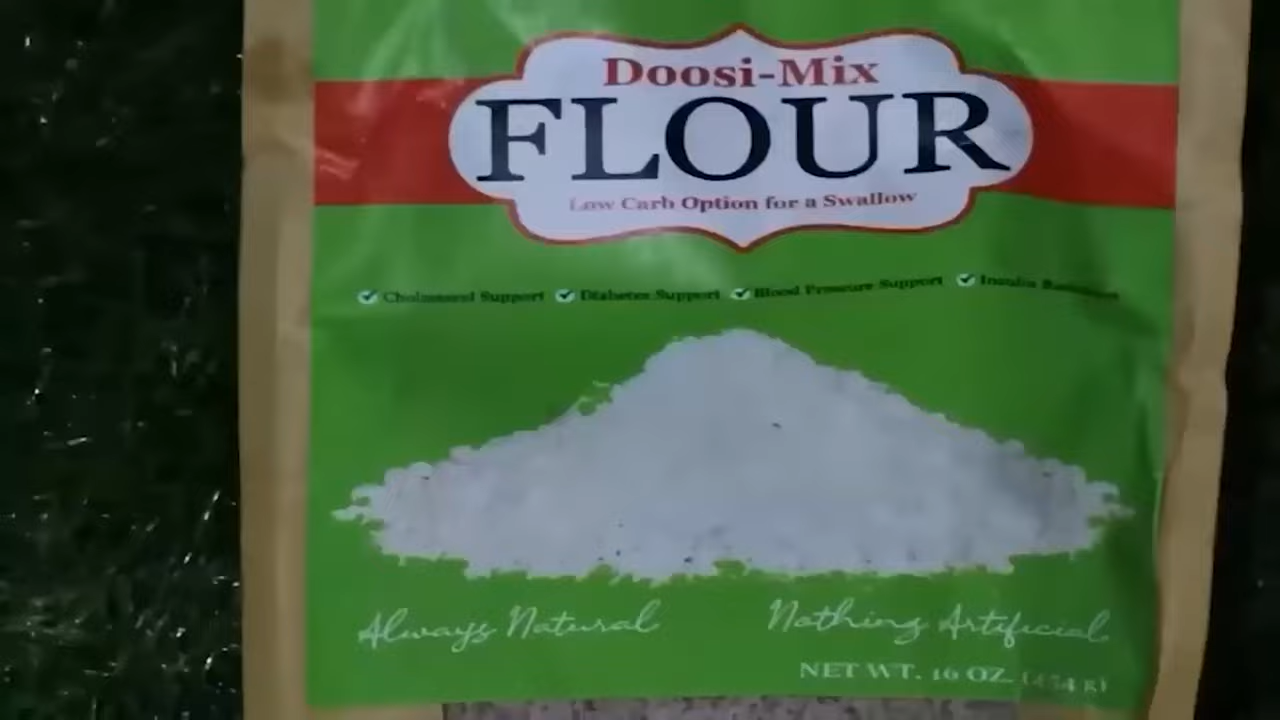 Doosi-Mix
FLOUR
Low Carb Option for a Swallow
Cholesterol Support Diabetes Support Blood Pressure Support Insulin
Always Natural Nothing Artificial
NET WT. 16 OZ. (454 g)